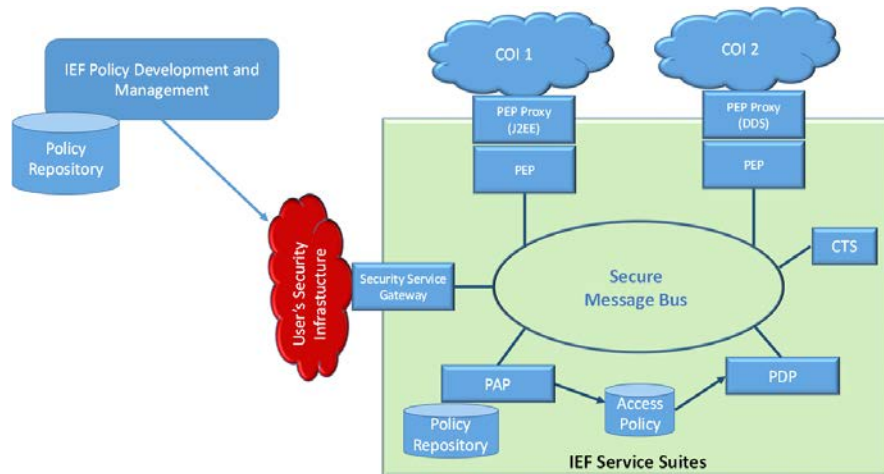 IEF Policy Development and
Management
Policy
Repository
COI 1
COI 2
PEP Proxy
(J2EE)
PEP Proxy
(DDS)
PEP
PEP
CTS
User's Security
Infrastucture
Security Service
Gateway
Secure
Message Bus
PAP
Policy
Repository
Access
Policy
PDP
IEF Service Suites